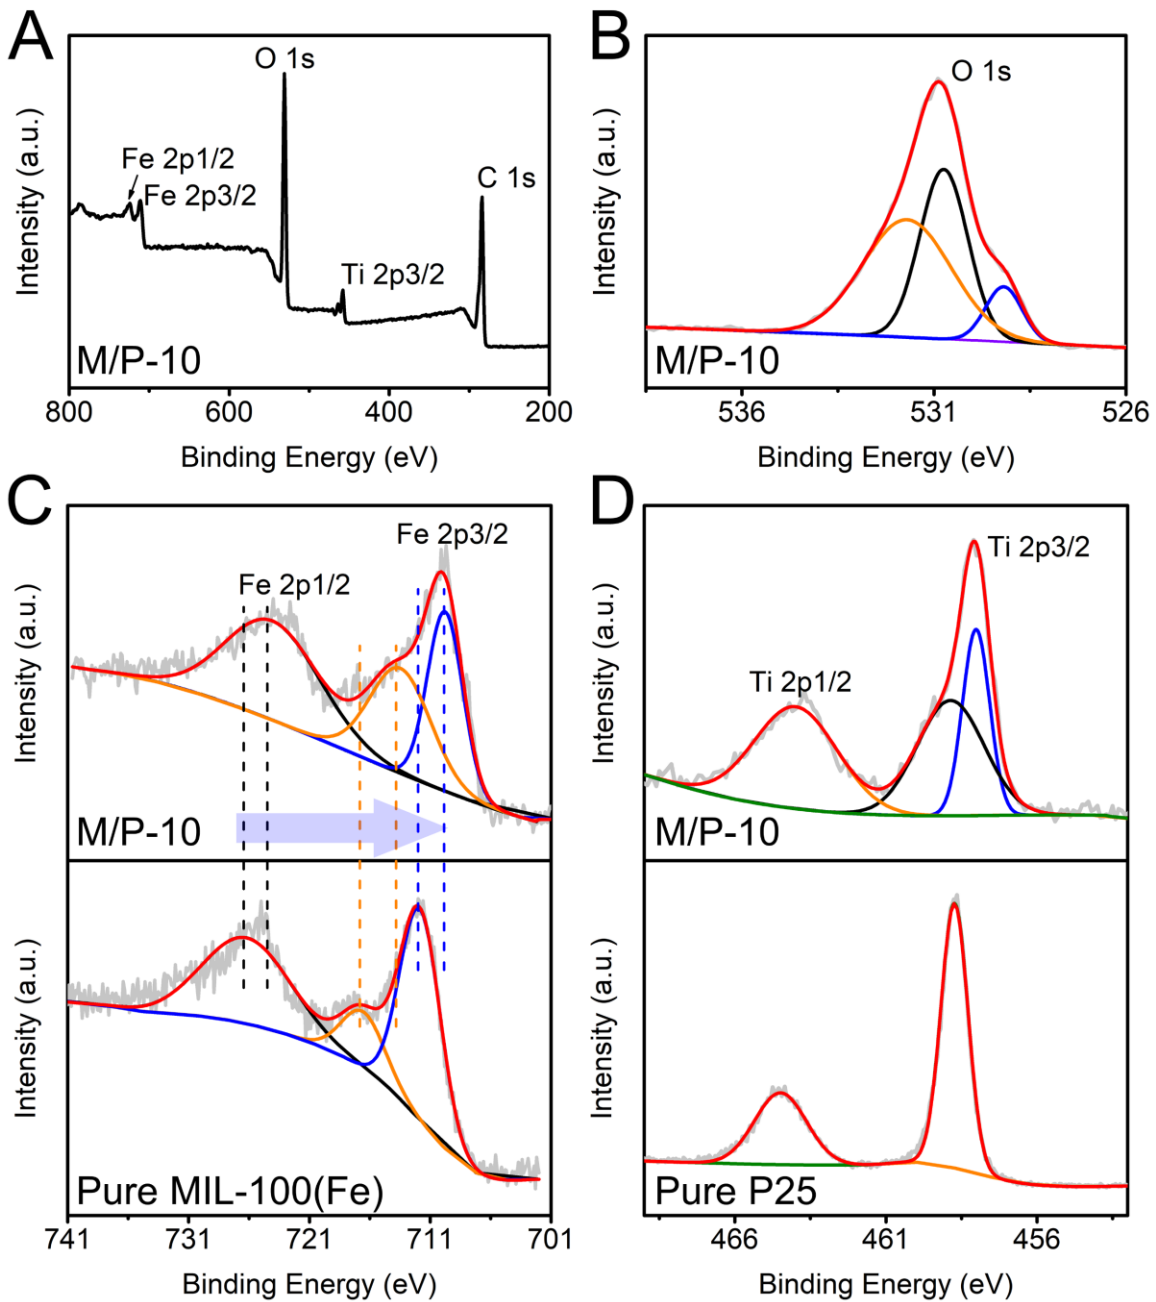 A
O 1s
Fe 2p1/2
Fe 2p3/2
C 1s
Ti 2p3/2
M/P-10
Intensity (a.u.)
800 600 400 200
Binding Energy (eV)
B
O 1s
M/P-10
Intensity (a.u.)
536 531 526
Binding Energy (eV)
C
Fe 2p3/2
Fe 2p1/2
M/P-10
Intensity (a.u.)
Pure MIL-100(Fe)
Intensity (a.u.)
741 731 721 711 701
Binding Energy (eV)
D
Ti 2p3/2
Ti 2p1/2
M/P-10
Intensity (a.u.)
Pure P25
Intensity (a.u.)
466 461 456
Binding Energy (eV)